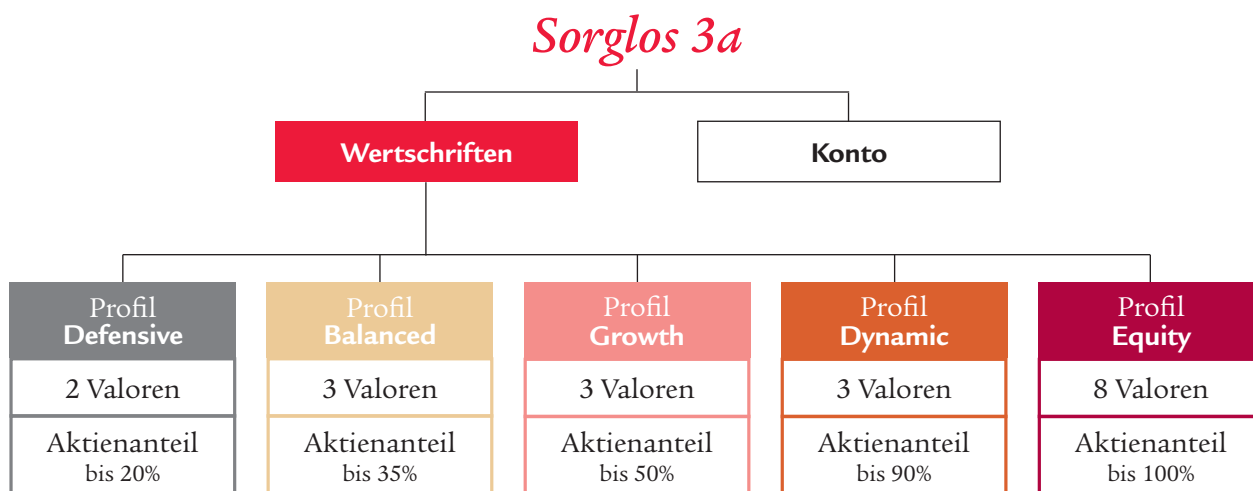 Sorglos 3a
Wertschriften
Konto
Profil
Defensive
2 Valoren
Aktienanteil
bis 20%
Profil
Balanced
3 Valoren
Aktienanteil
bis 35%
Profil
Growth
3 Valoren
Aktienanteil
bis 50%
Profil
Dynamic
3 Valoren
Aktienanteil
bis 90%
Profil
Equity
8 Valoren
Aktienanteil
bis 100%